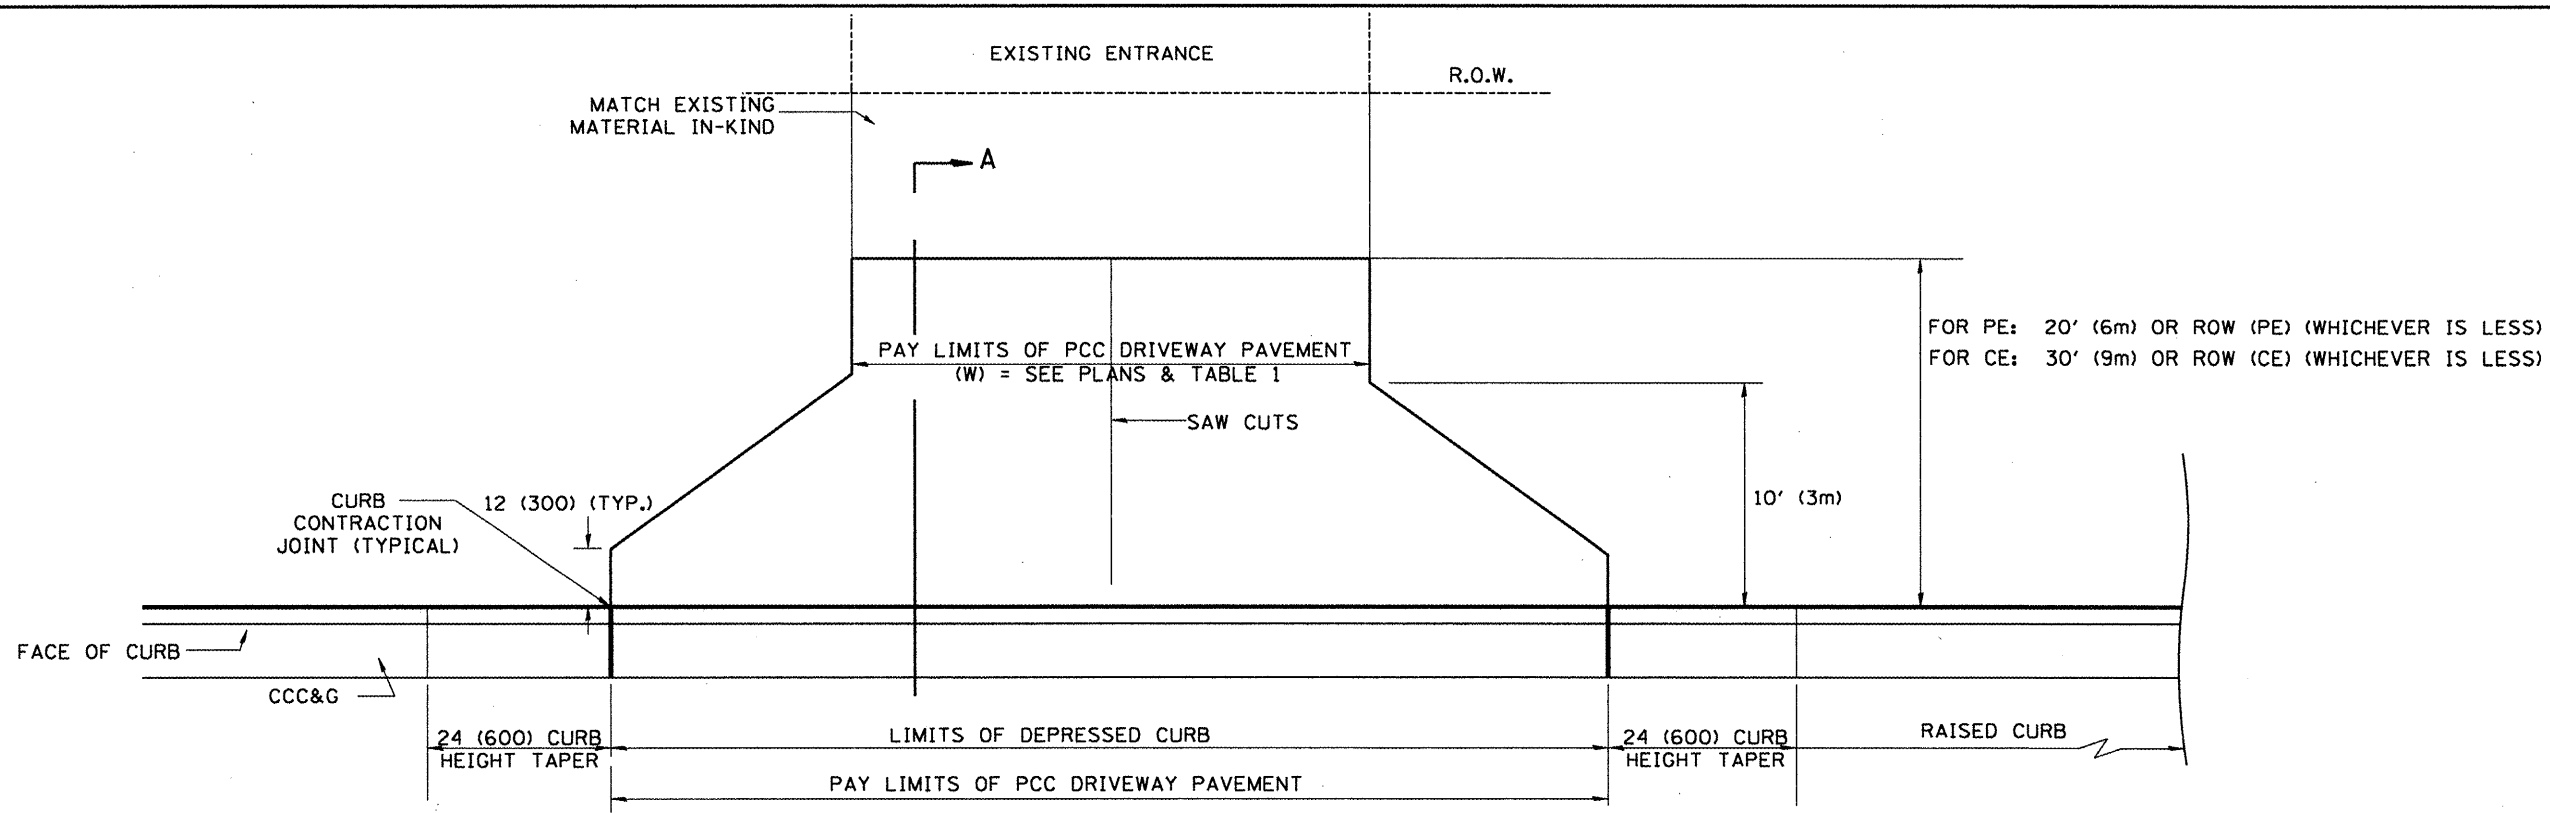 EXISTING ENTRANCE
R.O.W.
MATCH EXISTING
MATERIAL IN-KIND
A
FOR PE: 20' (6m) OR ROW (PE) (WHICHEVER IS LESS)
FOR CE: 30' (9m) OR ROW (CE) (WHICHEVER IS LESS)
PAY LIMITS OF PCC DRIVEWAY PAVEMENT
(W) = SEE PLANS & TABLE 1
SAW CUTS
CURB
CONTRACTION
JOINT (TYPICAL)
12 (300) (TYP.)
10' (3m)
FACE OF CURB
CCC&G
24 (600) CURB
HEIGHT TAPER
LIMITS OF DEPRESSED CURB
24 (600) CURB
HEIGHT TAPER
RAISED CURB
PAY LIMITS OF PCC DRIVEWAY PAVEMENT